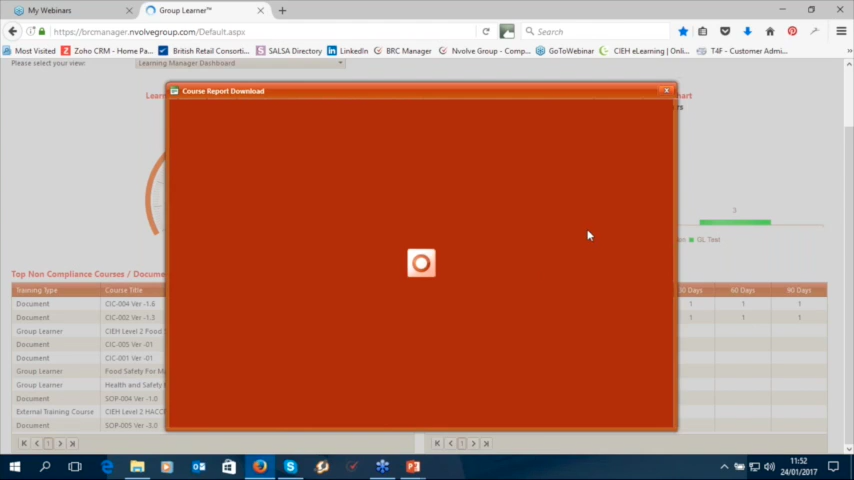 My Webinars
Group Learner™
https://brcmanager.nvolvegroup.com/Default.aspx
Search
Most Visited
Zoho CRM - Home Pa...
British Retail Consorti...
SALSA Directory
LinkedIn
BRC Manager
Nvolve Group - Comp...
GoToWebinar
CIEH eLearning | Onli...
T4F - Customer Admi...
Please select your view:
Learning Manager Dashboard
Course Report Download
Learn
hart
rs
3
GL Test
Top Non Compliance Courses / Docume
Training Type Course Title 30 Days 60 Days 90 Days
Document CIC-004 Ver -1.6 1 1 1
Document CIC-002 Ver -1.3 1 1 1
Group Learner CIEH Level 2 Food S
Document CIC-005 Ver -01
Document CIC-001 Ver -01
Group Learner Food Safety For M
Group Learner Health and Safety
Document SOP-004 Ver -1.0
External Training Course CIEH Level 2 HACC
Document SOP-005 Ver -3.0
1
1
11:52
24/01/2017